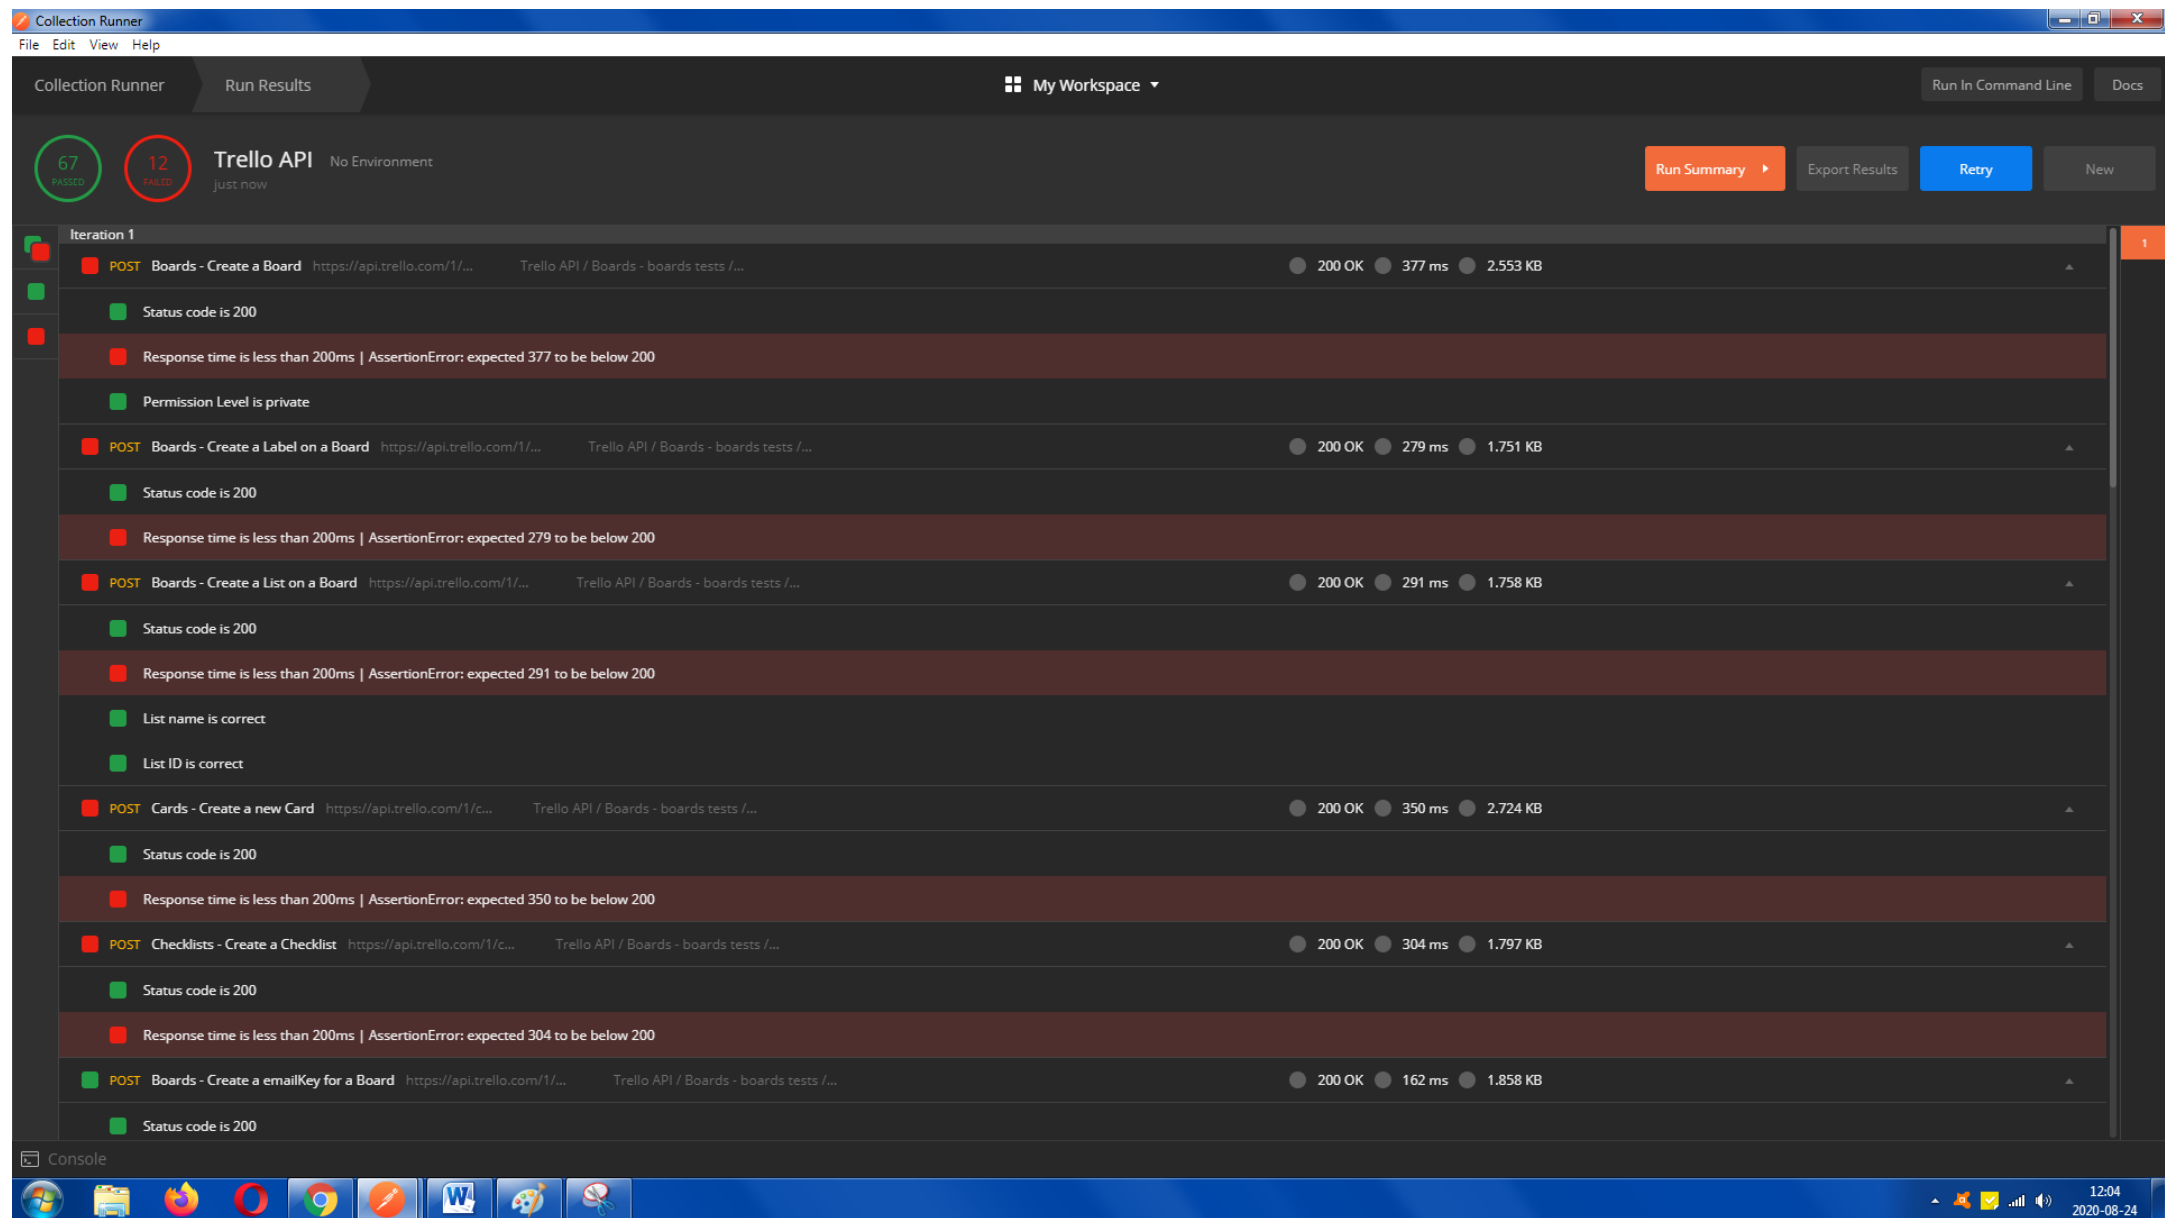 Collection Runner
File Edit View Help
Collection Runner Run Results My Workspace Run In Command Line Docs
67 PASSED 12 FAILED Trello API No Environment Run Summary Export Results Retry New
just now
Iteration 1
1
POST Boards - Create a Board https://api.trello.com/1/... Trello API / Boards - boards tests /... 200 OK 377 ms 2.553 KB
Status code is 200
Response time is less than 200ms | AssertionError: expected 377 to be below 200
Permission Level is private
POST Boards - Create a Label on a Board https://api.trello.com/1/... Trello API / Boards - boards tests /... 200 OK 279 ms 1.751 KB
Status code is 200
Response time is less than 200ms | AssertionError: expected 279 to be below 200
POST Boards - Create a List on a Board https://api.trello.com/1/... Trello API / Boards - boards tests /... 200 OK 291 ms 1.758 KB
Status code is 200
Response time is less than 200ms | AssertionError: expected 291 to be below 200
List name is correct
List ID is correct
POST Cards - Create a new Card https://api.trello.com/1/c... Trello API / Boards - boards tests /... 200 OK 350 ms 2.724 KB
Status code is 200
Response time is less than 200ms | AssertionError: expected 350 to be below 200
POST Checklists - Create a Checklist https://api.trello.com/1/c... Trello API / Boards - boards tests /... 200 OK 304 ms 1.797 KB
Status code is 200
Response time is less than 200ms | AssertionError: expected 304 to be below 200
POST Boards - Create a emailKey for a Board https://api.trello.com/1/... Trello API / Boards - boards tests /... 200 OK 162 ms 1.858 KB
Status code is 200
Console
12:04
2020-08-24